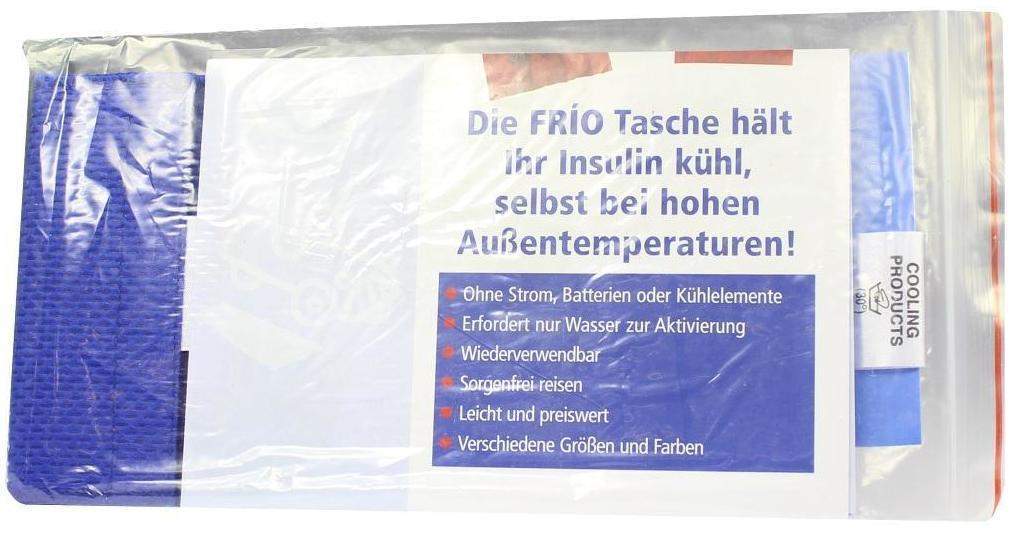 Die FRÍO Tasche hält
Ihr Insulin kühl,
selbst bei hohen
Außentemperaturen!
Ohne Strom, Batterien oder Kühlelemente
Erfordert nur Wasser zur Aktivierung
Wiederverwendbar
Sorgenfrei reisen
Leicht und preiswert
Verschiedene Größen und Farben
COOLING
PRODUCTS